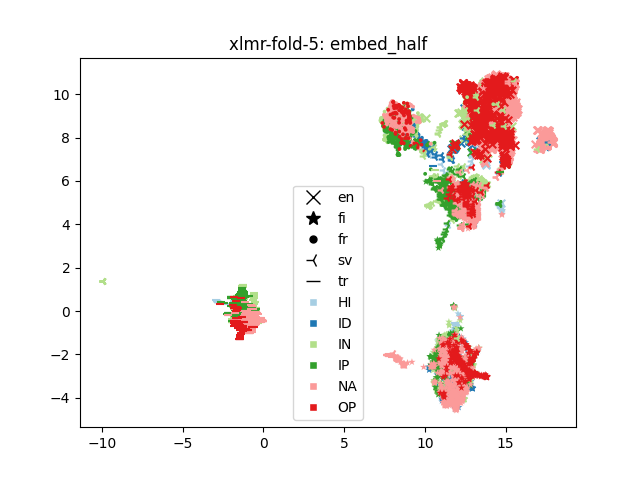 xlmr-fold-5: embed_half
10
8
6
4
2
0
−2
−4
−10
−5
0
5
10
15
en
fi
fr
sv
tr
HI
ID
IN
IP
NA
OP